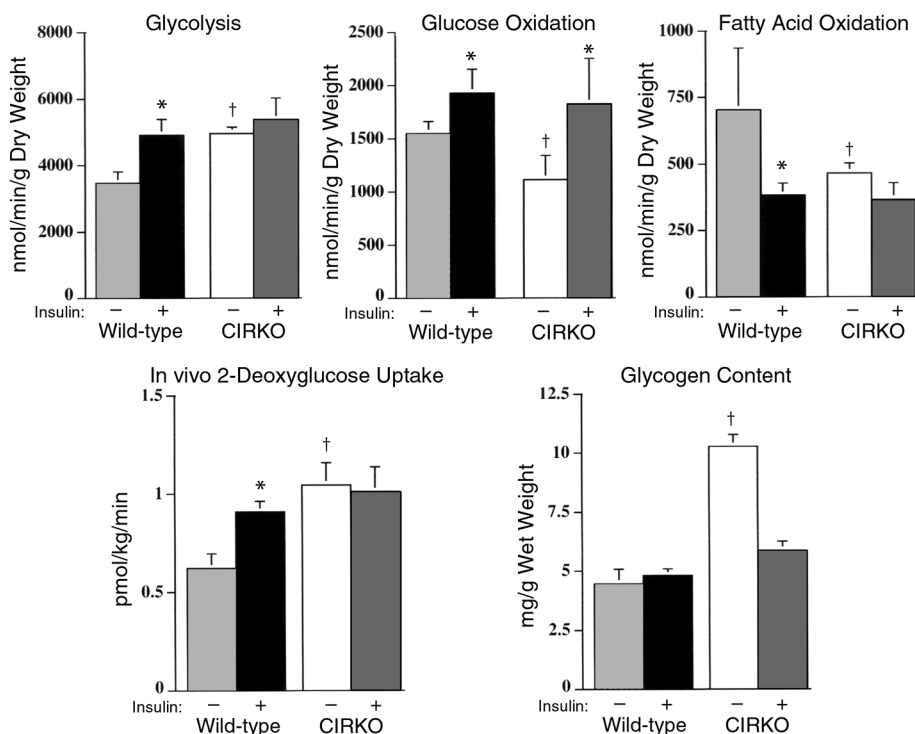 Glycolysis
nmol/min/g Dry Weight
8000
6000
4000
2000
0
*
†
Insulin: − + − +
Wild-type CIRKO
Glucose Oxidation
nmol/min/g Dry Weight
2500
2000
1500
1000
500
0
*
†
*
Insulin: − + − +
Wild-type CIRKO
Fatty Acid Oxidation
nmol/min/g Dry Weight
1000
750
500
250
0
*
†
Insulin: − + − +
Wild-type CIRKO
In vivo 2-Deoxyglucose Uptake
pmol/kg/min
1.5
1
0.5
0
*
†
Insulin: − + − +
Wild-type CIRKO
Glycogen Content
mg/g Wet Weight
12.5
10
7.5
5
2.5
0
†
Insulin: − + − +
Wild-type CIRKO